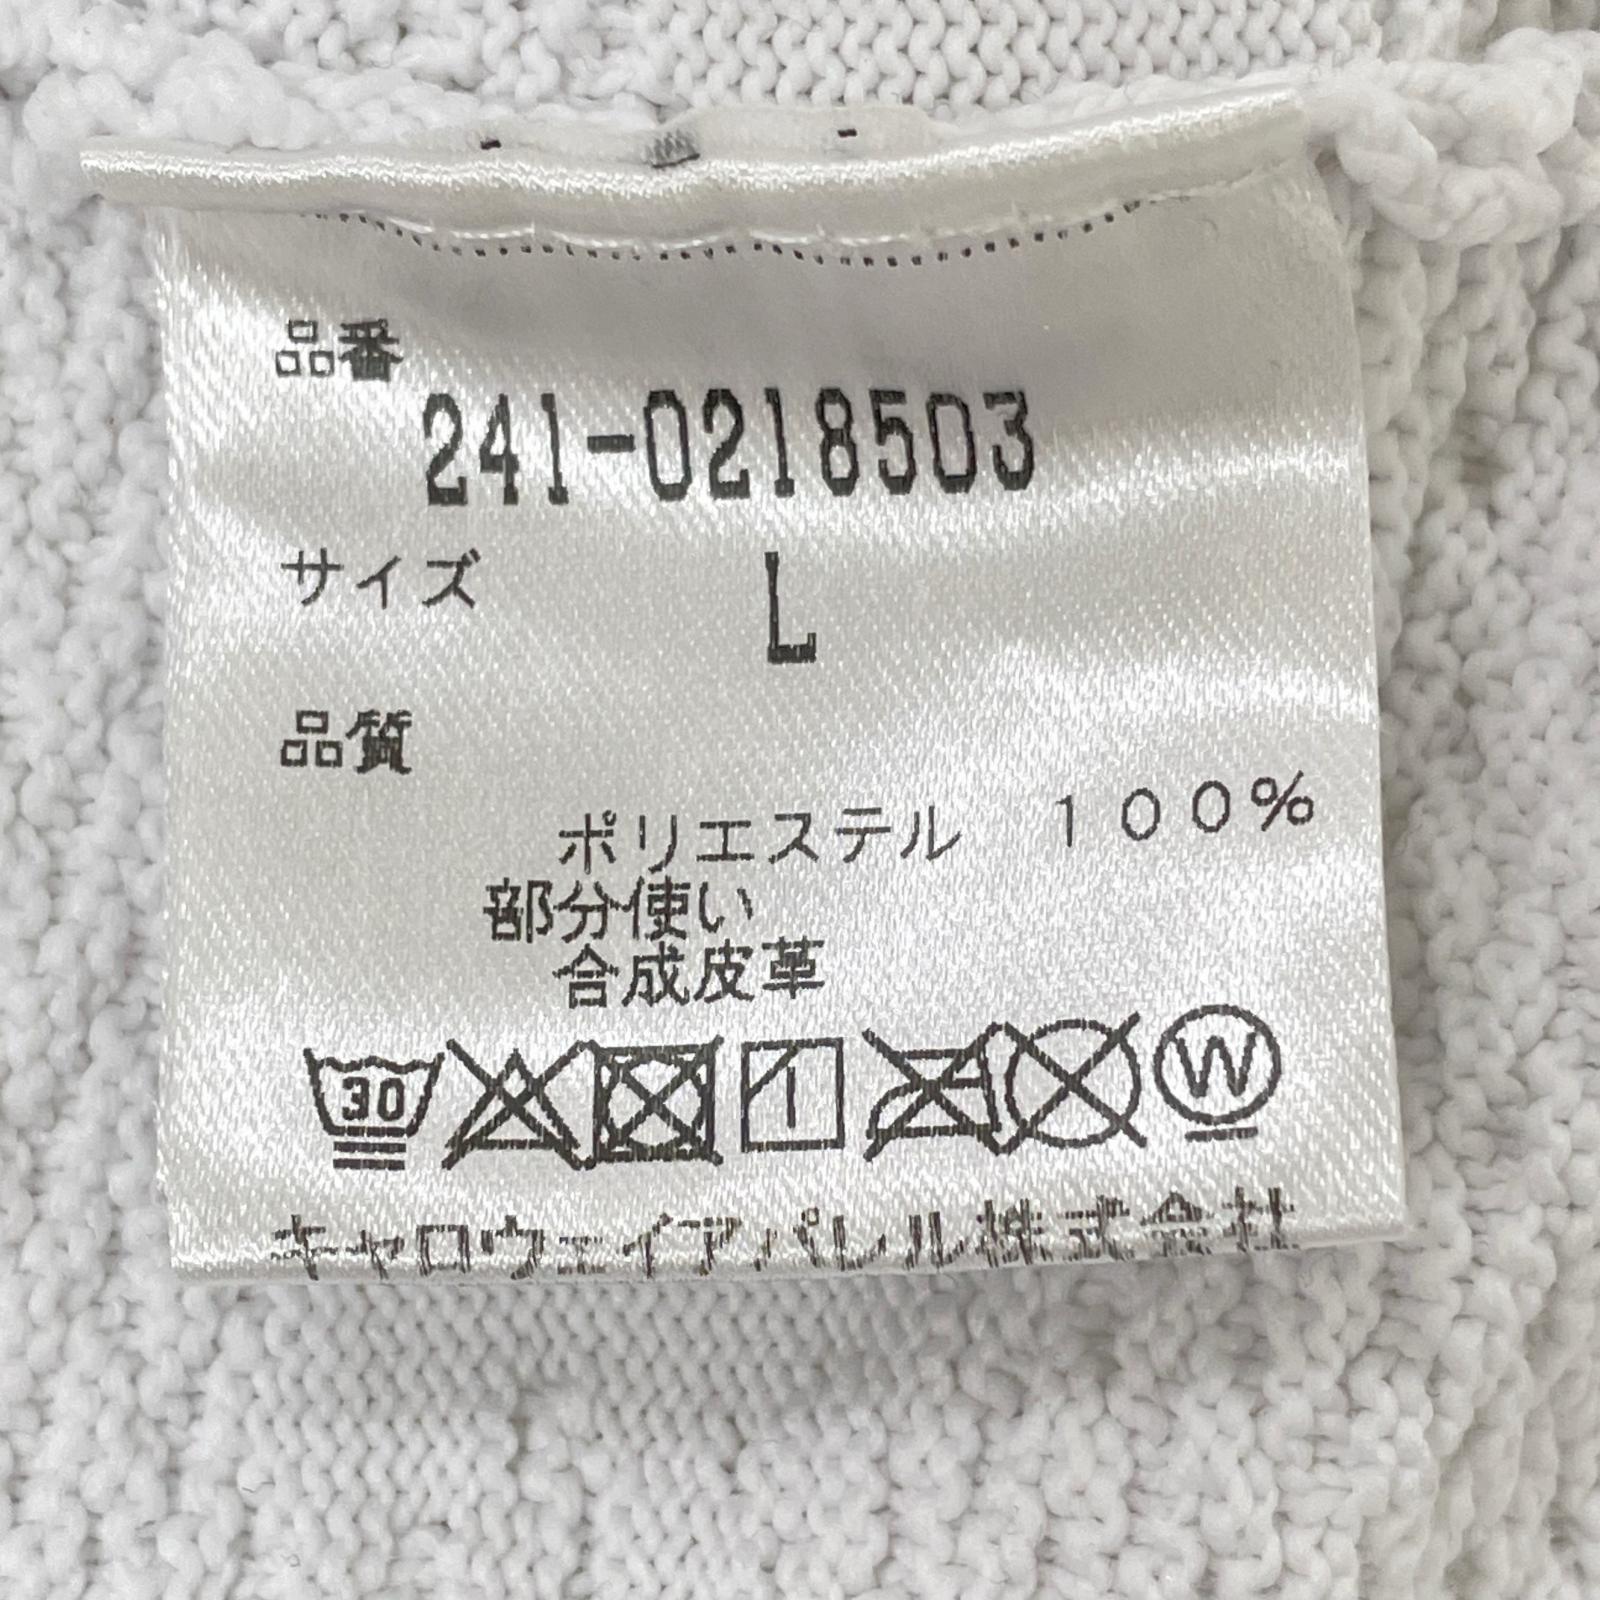 品番
241-0218503
サイズ L
品質
ポリエステル 100%
部分使い
合成皮革
30 W
キャロウェイアパレル株式会社